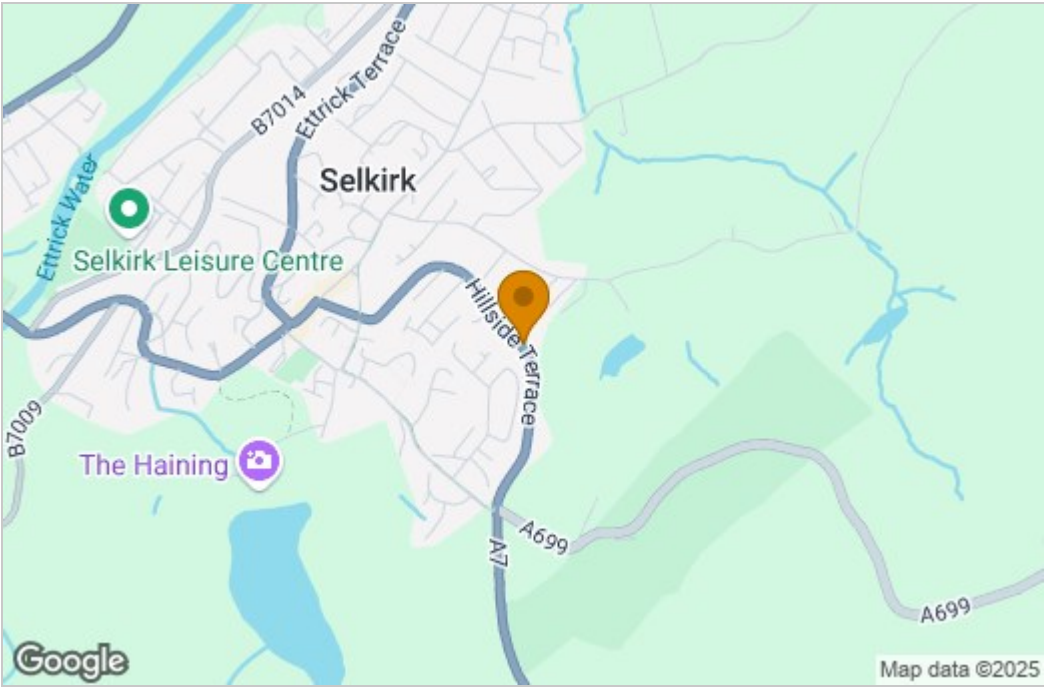 Ettrick Terrace
B7014
Selkirk
Ettrick Water
Selkirk Leisure Centre
Hillside Terrace
B7009
The Haining
A699
A7
A699
Google
Map data ©2025